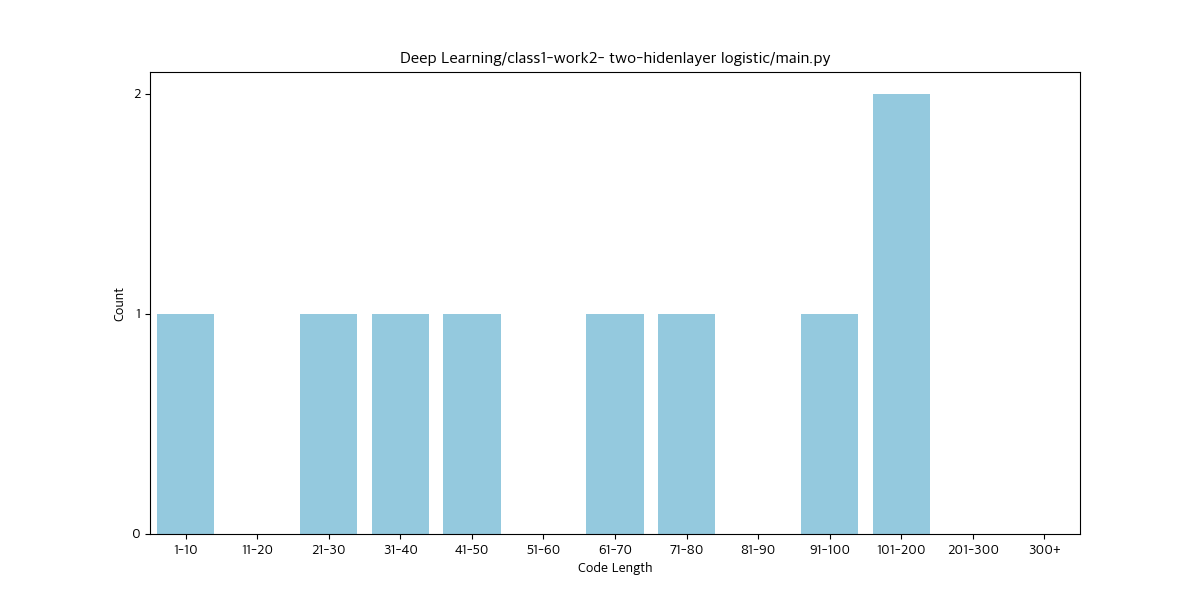 Deep Learning/class1-work2- two-hidenlayer logistic/main.py
Count
2
1
0
1-10 11-20 21-30 31-40 41-50 51-60 61-70 71-80 81-90 91-100 101-200 201-300 300+
Code Length